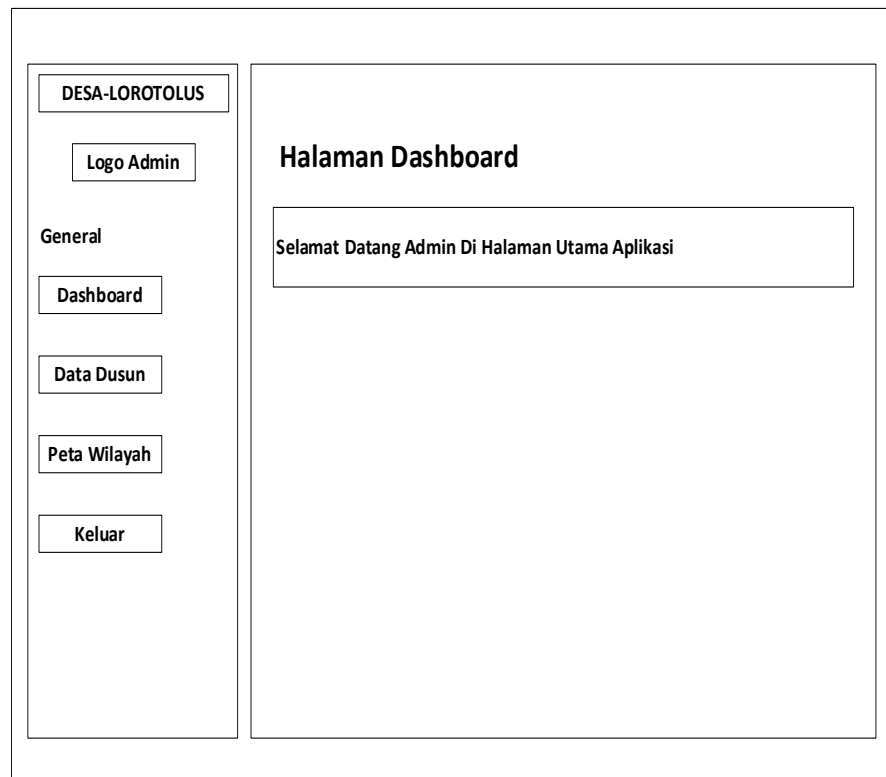 DESA-LOROTOLUS
Logo Admin
General
Dashboard
Data Dusun
Peta Wilayah
Keluar
Halaman Dashboard
Selamat Datang Admin Di Halaman Utama Aplikasi